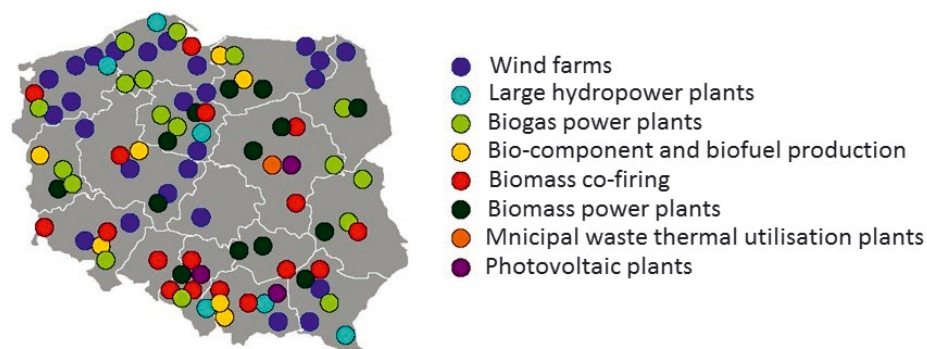 Wind farms
Large hydropower plants
Biogas power plants
Bio-component and biofuel production
Biomass co-firing
Biomass power plants
Mnicipal waste thermal utilisation plants
Photovoltaic plants